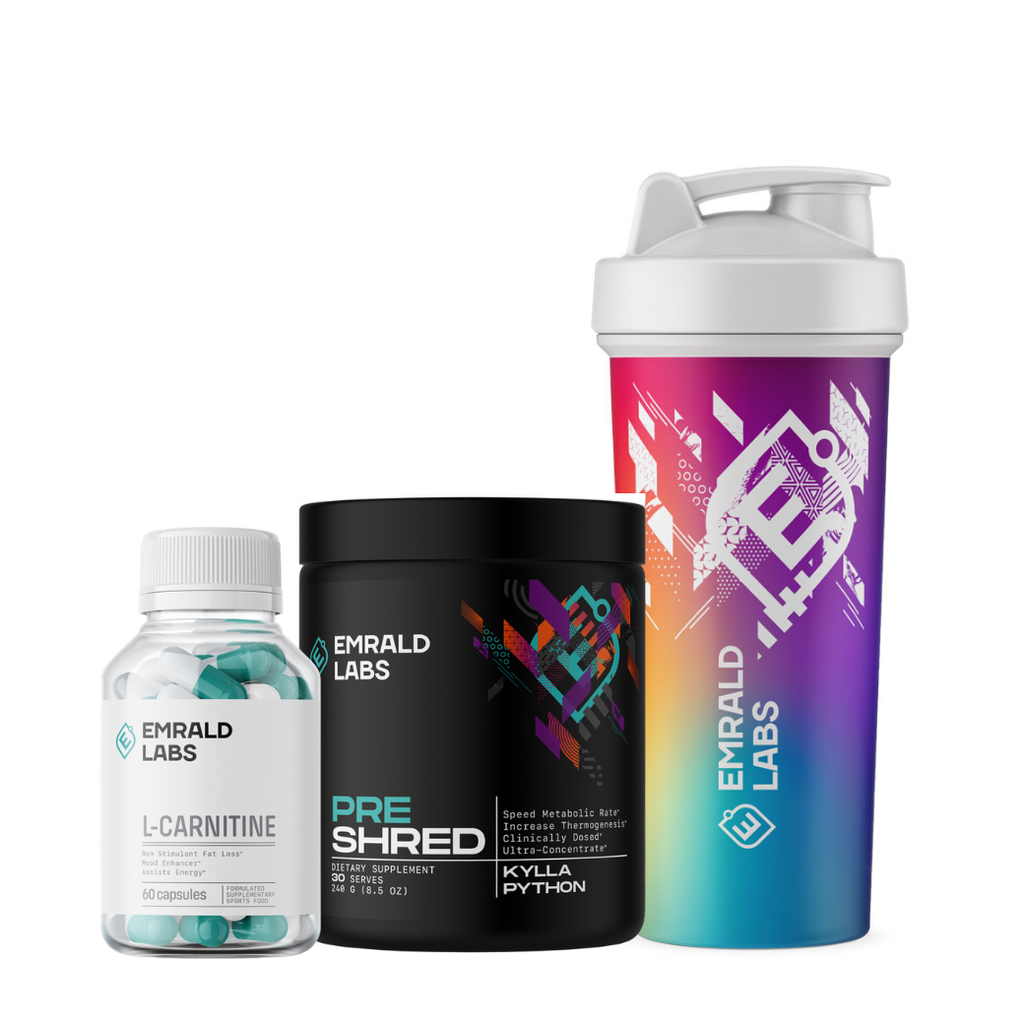 EMRALD
LABS
L-CARNITINE
Non Stimulant Fat Loss*
Mood Enhancer*
Assists Energy*
60 capsules
FORMULATED
SUPPLEMENTARY
SPORTS FOOD
EMRALD
LABS
PRE
SHRED
DIETARY SUPPLEMENT
30 SERVES
240 G (8.5 OZ)
Speed Metabolic Rate*
Increase Thermogenesis*
Clinically Dosed*
Ultra-Concentrate*
KYLLA
PYTHON
EMRALD
LABS